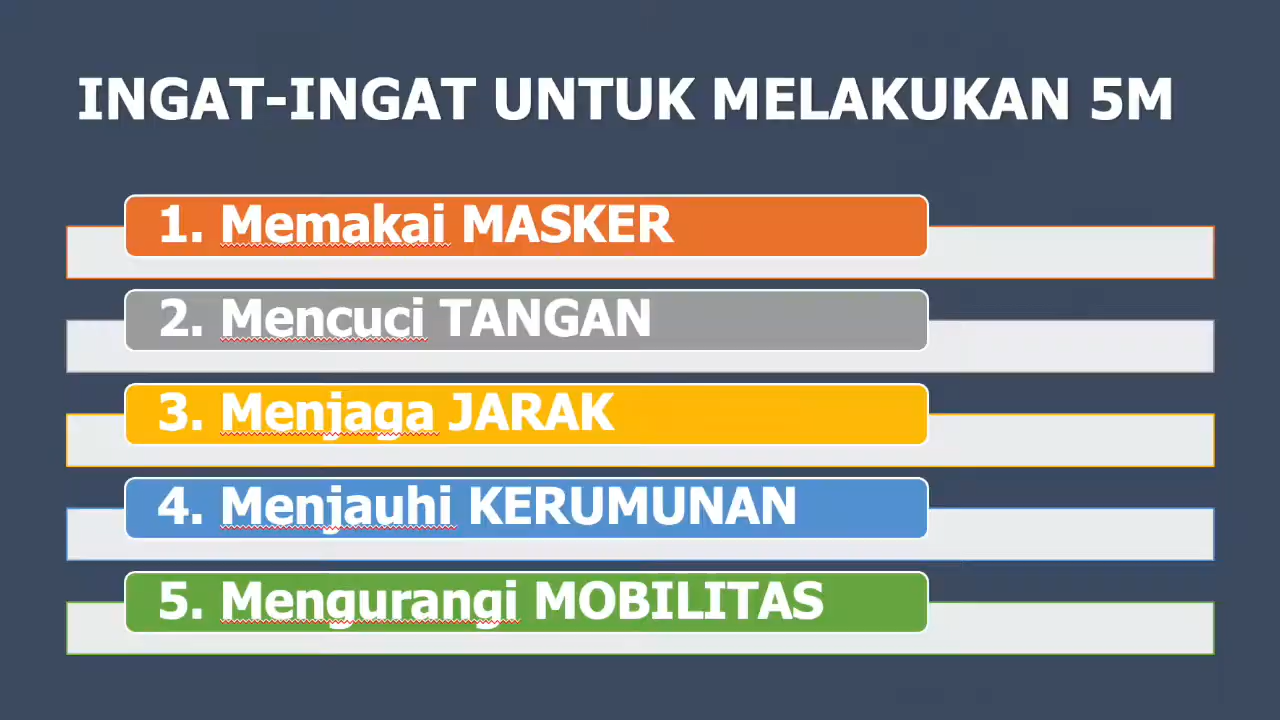 INGAT-INGAT UNTUK MELAKUKAN 5M
1. Memakai MASKER
2. Mencuci TANGAN
3. Menjaga JARAK
4. Menjauhi KERUMUNAN
5. Mengurangi MOBILITAS